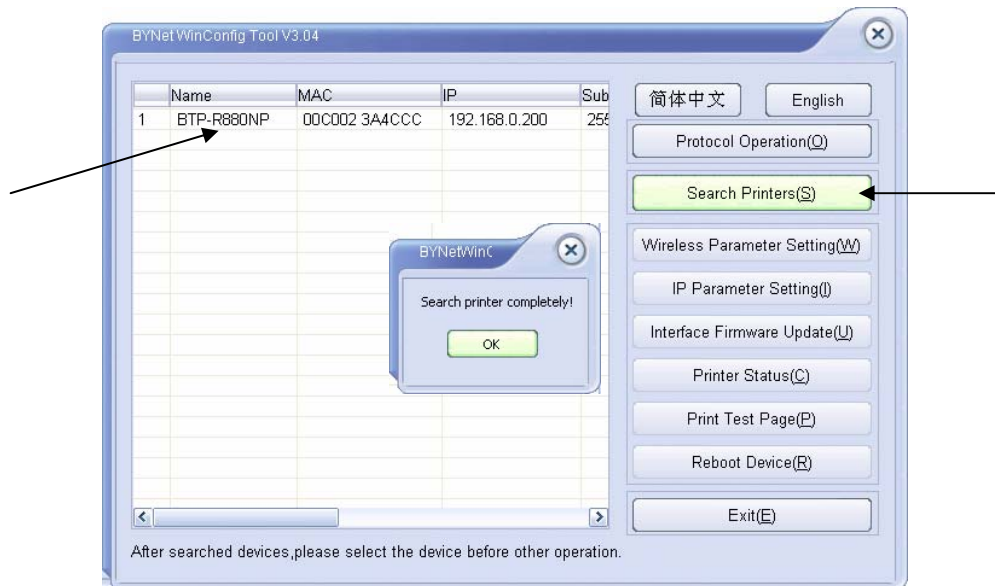 BYNet WinConfig Tool V3.04
Name MAC IP Sub
1 BTP-R880NP 00C002 3A4CCC 192.168.0.200 255
简体中文 English
Protocol Operation(O)
Search Printers(S)
Wireless Parameter Setting(W)
IP Parameter Setting(I)
Interface Firmware Update(U)
Printer Status(C)
Print Test Page(P)
Reboot Device(R)
Exit(E)
BYNetWinC
Search printer completely!
OK
After searched devices,please select the device before other operation.